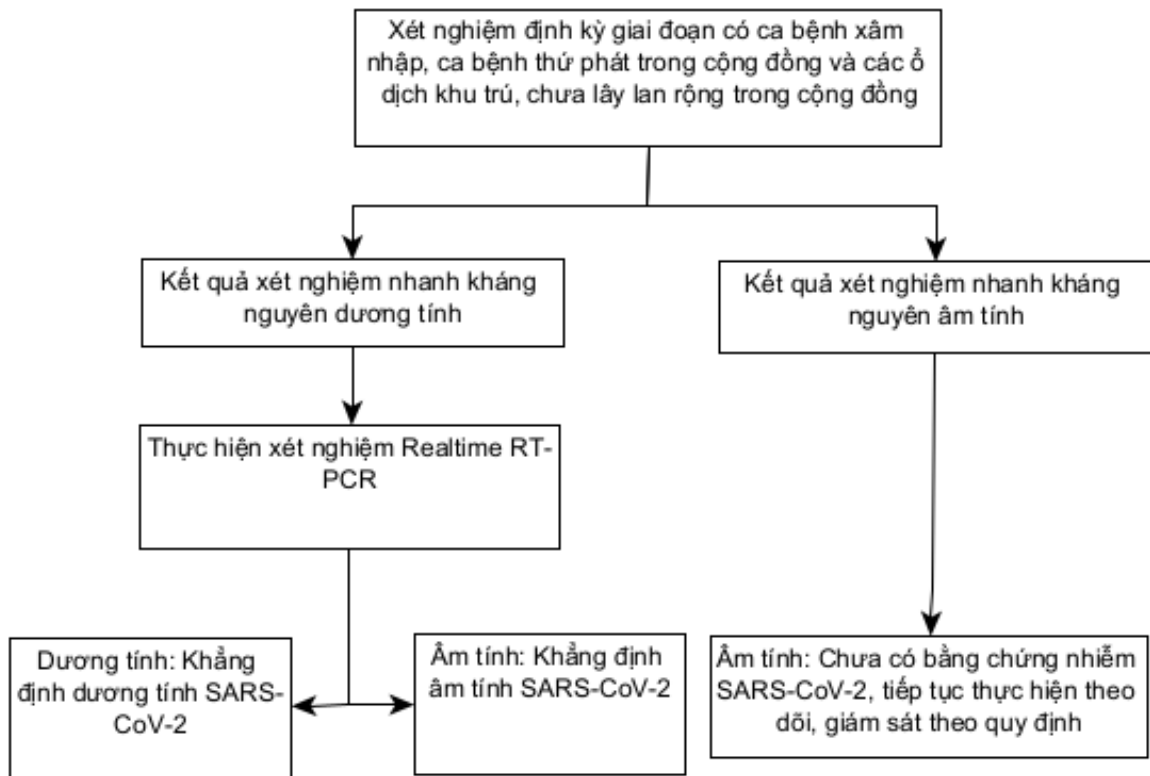 Xét nghiệm định kỳ giai đoạn có ca bệnh xâm
nhập, ca bệnh thứ phát trong cộng đồng và các ổ
dịch khu trú, chưa lây lan rộng trong cộng đồng
Kết quả xét nghiệm nhanh kháng
nguyên dương tính
Kết quả xét nghiệm nhanh kháng
nguyên âm tính
Thực hiện xét nghiệm Realtime RT-
PCR
Dương tính: Khẳng
định dương tính SARS-
CoV-2
Âm tính: Khẳng định
âm tính SARS-CoV-2
Âm tính: Chưa có bằng chứng nhiễm
SARS-CoV-2, tiếp tục thực hiện theo
dõi, giám sát theo quy định